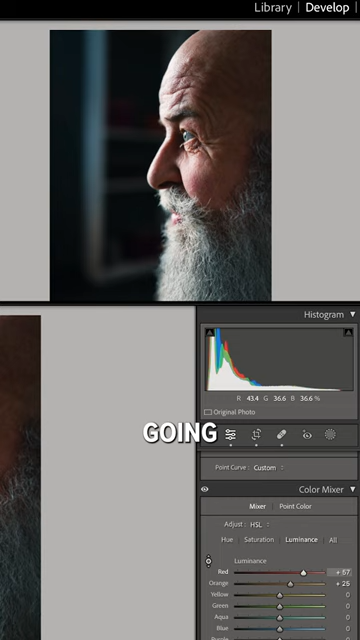 Library | Develop |
Histogram
R 43.4 G 36.6 B 36.6 %
Original Photo
GOING
Point Curve : Custom
Color Mixer
Mixer | Point Color
Adjust : HSL
Hue | Saturation | Luminance | All
Luminance
Red + 57
Orange + 25
Yellow 0
Green 0
Aqua 0
Blue 0